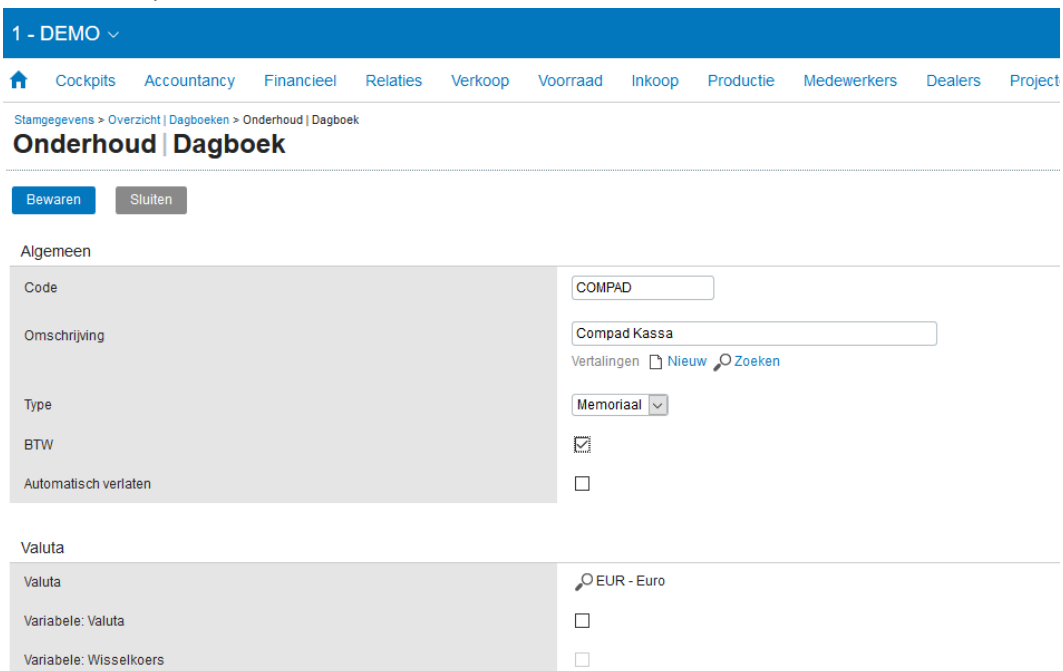 1 - DEMO
Cockpits Accountancy Financieel Relaties Verkoop Voorraad Inkoop Productie Medewerkers Dealers Project
Stamgegevens > Overzicht | Dagboeken > Onderhoud | Dagboek
Onderhoud | Dagboek
Bewaren Sluiten
Algemeen
Code COMPAD
Omschrijving Compad Kassa
Vertalingen Nieuw Zoeken
Type Memoriaal
BTW
Automatisch verlaten
Valuta
Valuta EUR - Euro
Variabele: Valuta
Variabele: Wisselkoers